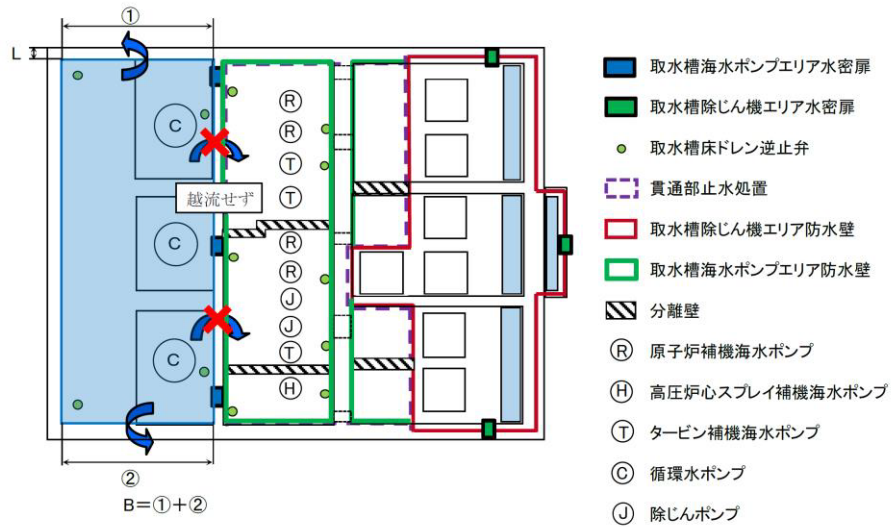 ①
L
Ⓒ
Ⓒ
Ⓒ
越流せず
Ⓡ
Ⓡ
Ⓣ
Ⓣ
Ⓡ
Ⓡ
Ⓙ
Ⓙ
Ⓣ
Ⓗ
②
B=①+②
取水槽海水ポンプエリア水密扉
取水槽除じん機エリア水密扉
取水槽床ドレン逆止弁
貫通部止水処置
取水槽除じん機エリア防水壁
取水槽海水ポンプエリア防水壁
分離壁
Ⓡ 原子炉補機海水ポンプ
Ⓗ 高圧炉心スプレイ補機海水ポンプ
Ⓣ タービン補機海水ポンプ
Ⓒ 循環水ポンプ
Ⓙ 除じんポンプ